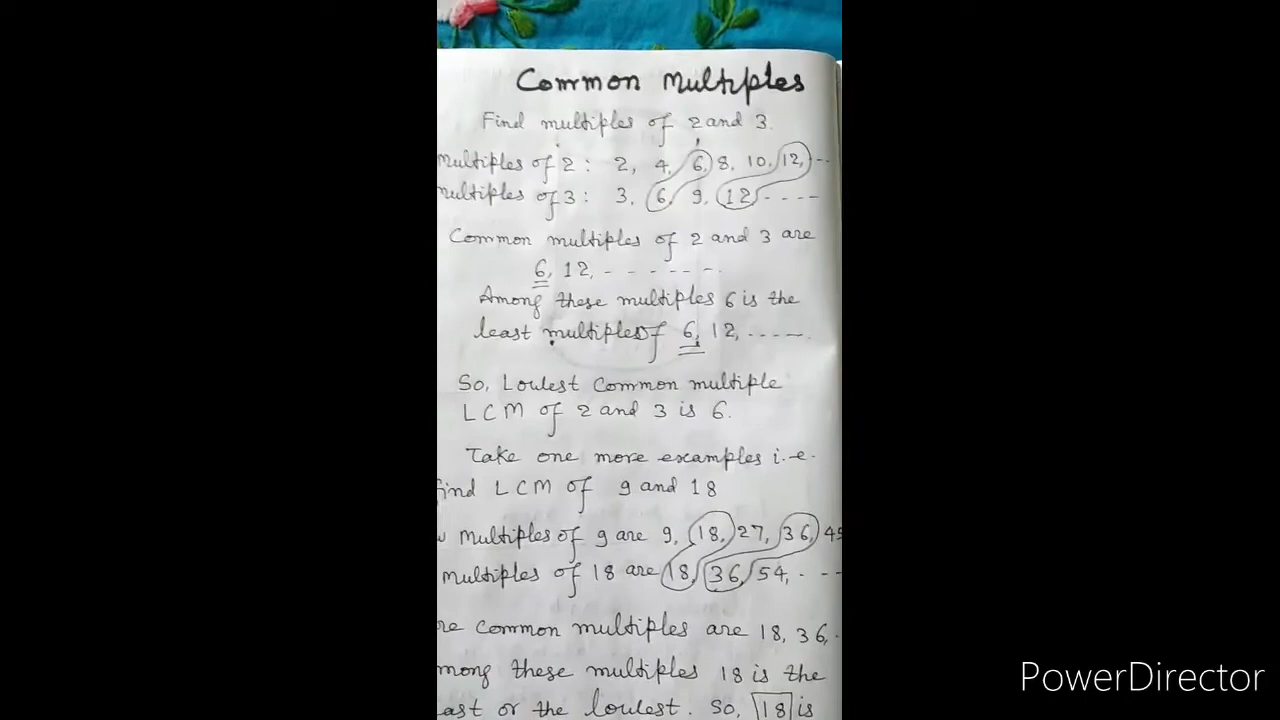 Common Multiples
Find multiples of 2 and 3.
Multiples of 2 : 2, 4, 6, 8, 10, 12, --
Multiples of 3 : 3, 6, 9, 12 - - - -
Common multiples of 2 and 3 are
6, 12, - - - - - - -.
Among these multiples 6 is the
least multiples of 6, 12, ------
So, Loulest Common multiple
LCM of 2 and 3 is 6.
Take one more examples i.e.
find LCM of 9 and 18
multiples of 9 are 9, 18, 27, 36, 45
multiples of 18 are 18, 36, 54, - - -
re common multiples are 18, 36, -
mong these multiples 18 is the
ast or the loulest. So, 18 is
PowerDirector